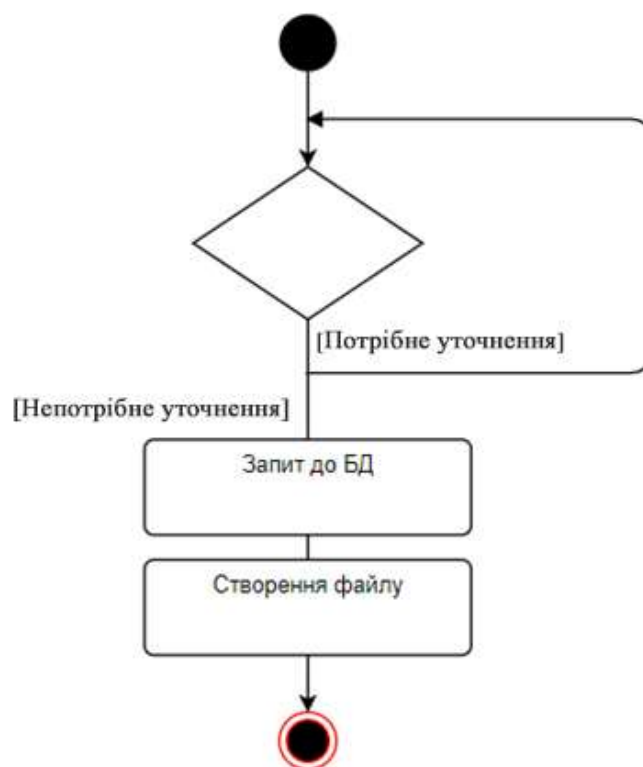 [Потрібне уточнення]
[Непотрібне уточнення]
Запит до БД
Створення файлу